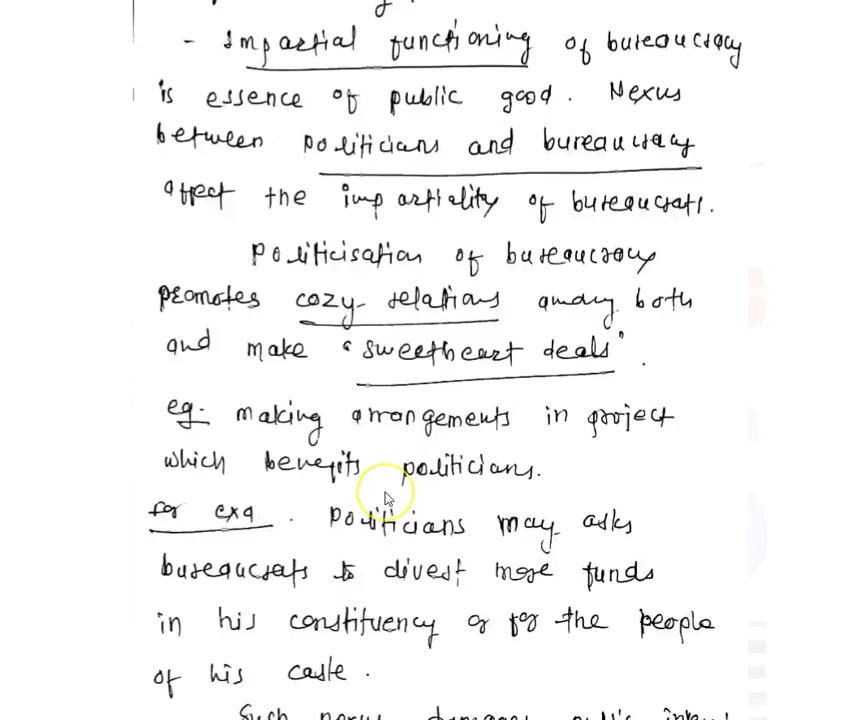 - Impartial functioning of bureaucracy
is essence of public good. Nexus
between politicians and bureaucracy
affect the impartiality of bureaucrats.
Politicisation of bureaucracy
promotes cozy relations among both
and make "sweetheart deals".
eg- making arrangements in project
which benefits politicians.
for exa. Politicians may asks
bureaucrats to divest more funds
in his constituency or for the people
of his caste.
Such nexus damages